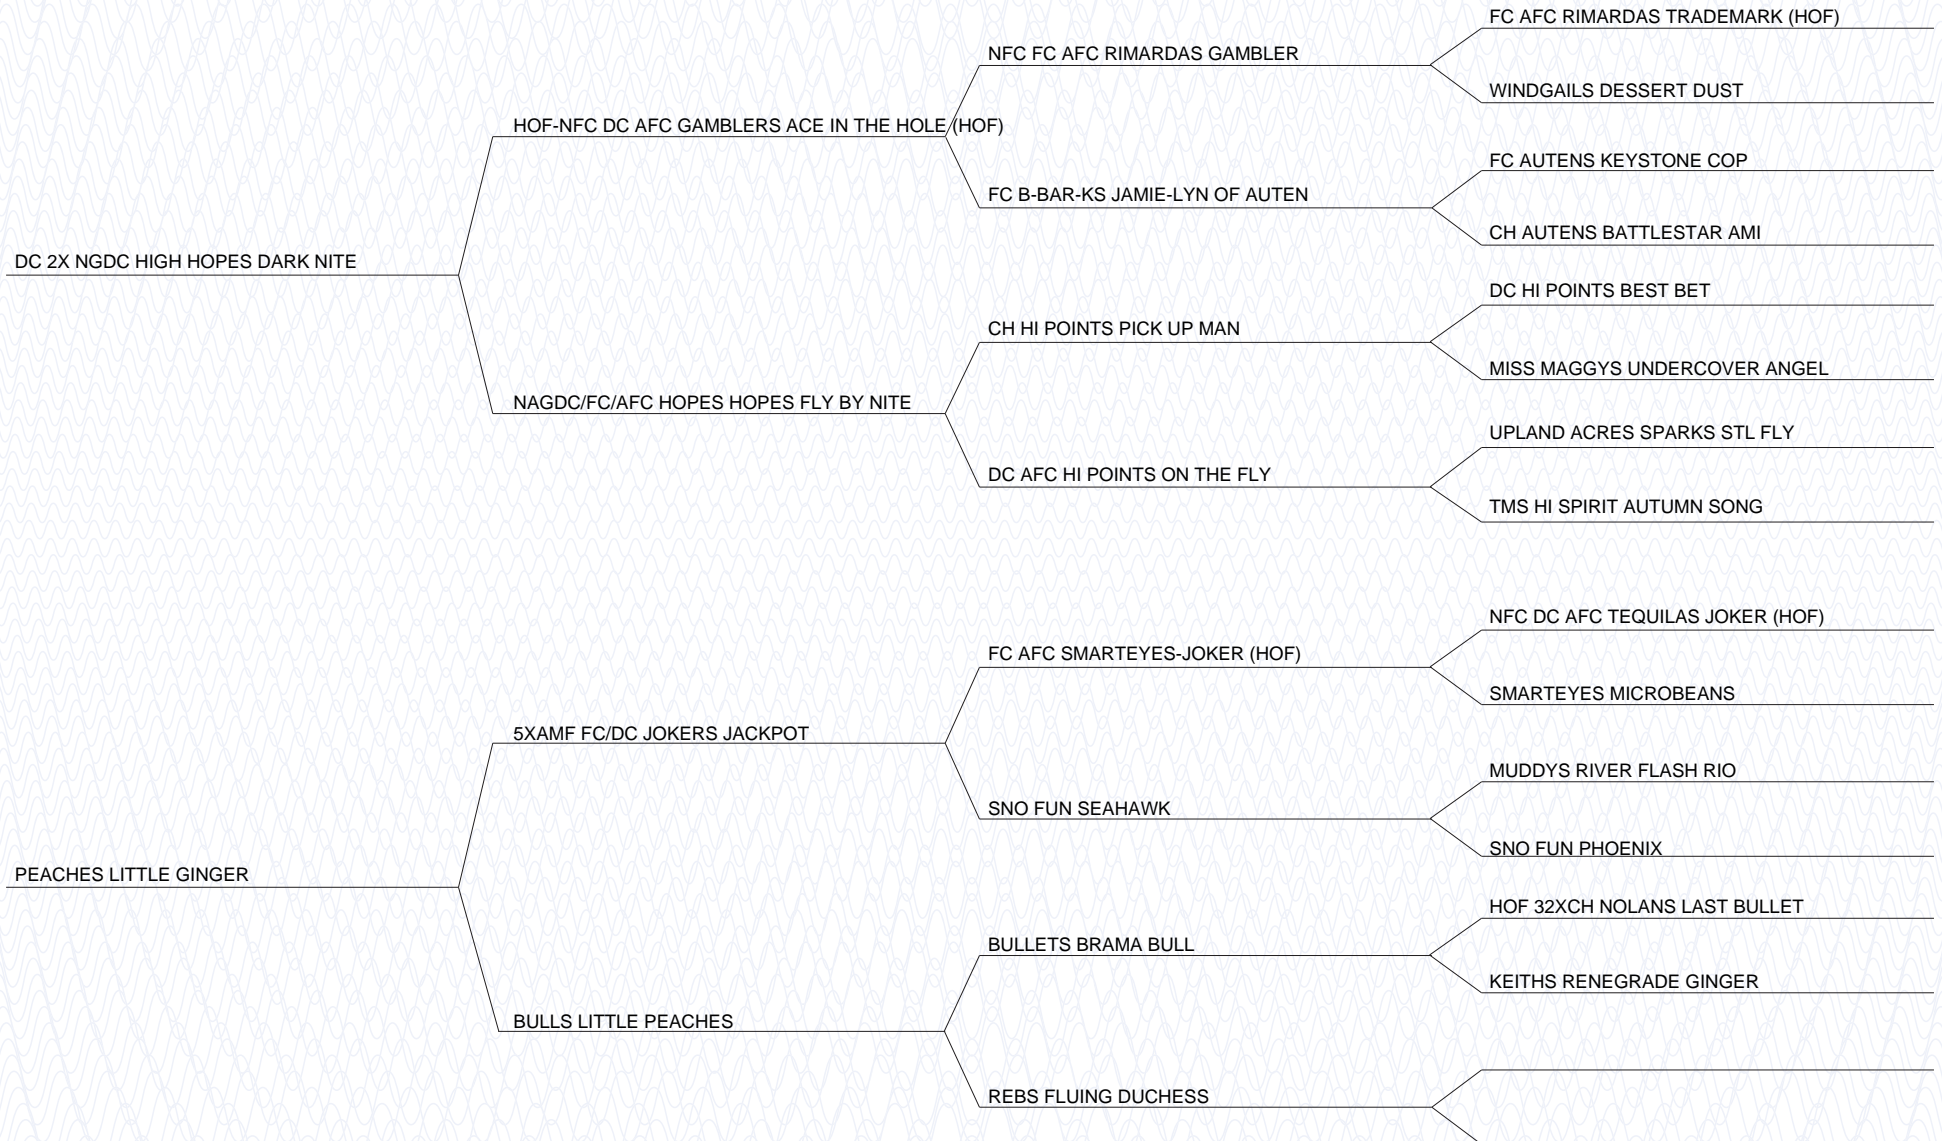 FC AFC RIMARDAS TRADEMARK (HOF)
NFC FC AFC RIMARDAS GAMBLER
WINDGAILS DESSERT DUST
HOF-NFC DC AFC GAMBLERS ACE IN THE HOLE (HOF)
FC AUTENS KEYSTONE COP
FC B-BAR-KS JAMIE-LYN OF AUTEN
CH AUTENS BATTLESTAR AMI
DC 2X NGDC HIGH HOPES DARK NITE
DC HI POINTS BEST BET
CH HI POINTS PICK UP MAN
MISS MAGGYS UNDERCOVER ANGEL
NAGDC/FC/AFC HOPES HOPES FLY BY NITE
UPLAND ACRES SPARKS STL FLY
DC AFC HI POINTS ON THE FLY
TMS HI SPIRIT AUTUMN SONG
NFC DC AFC TEQUILAS JOKER (HOF)
FC AFC SMARTEYES-JOKER (HOF)
SMARTEYES MICROBEANS
5XAMF FC/DC JOKERS JACKPOT
MUDDYS RIVER FLASH RIO
SNO FUN SEAHAWK
SNO FUN PHOENIX
PEACHES LITTLE GINGER
HOF 32XCH NOLANS LAST BULLET
BULLETS BRAMA BULL
KEITHS RENEGRADE GINGER
BULLS LITTLE PEACHES
REBS FLUING DUCHESS